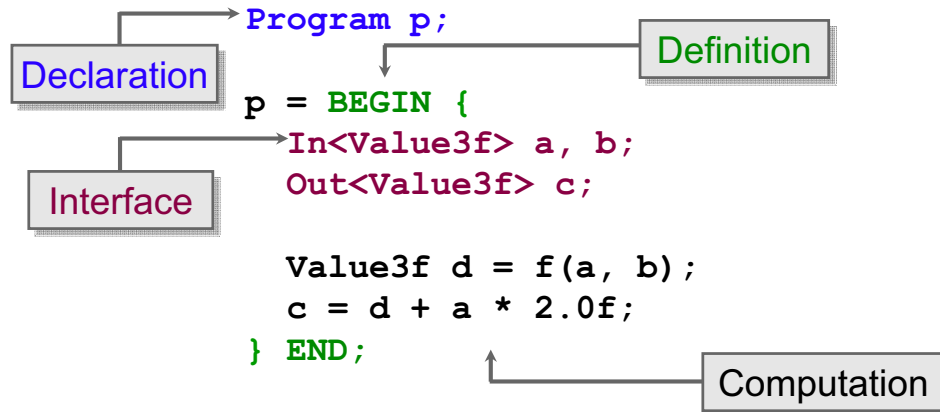 Program p;
Declaration
Definition
p = BEGIN {
In<Value3f> a, b;
Out<Value3f> c;
Interface
Value3f d = f(a, b);
c = d + a * 2.0f;
} END;
Computation